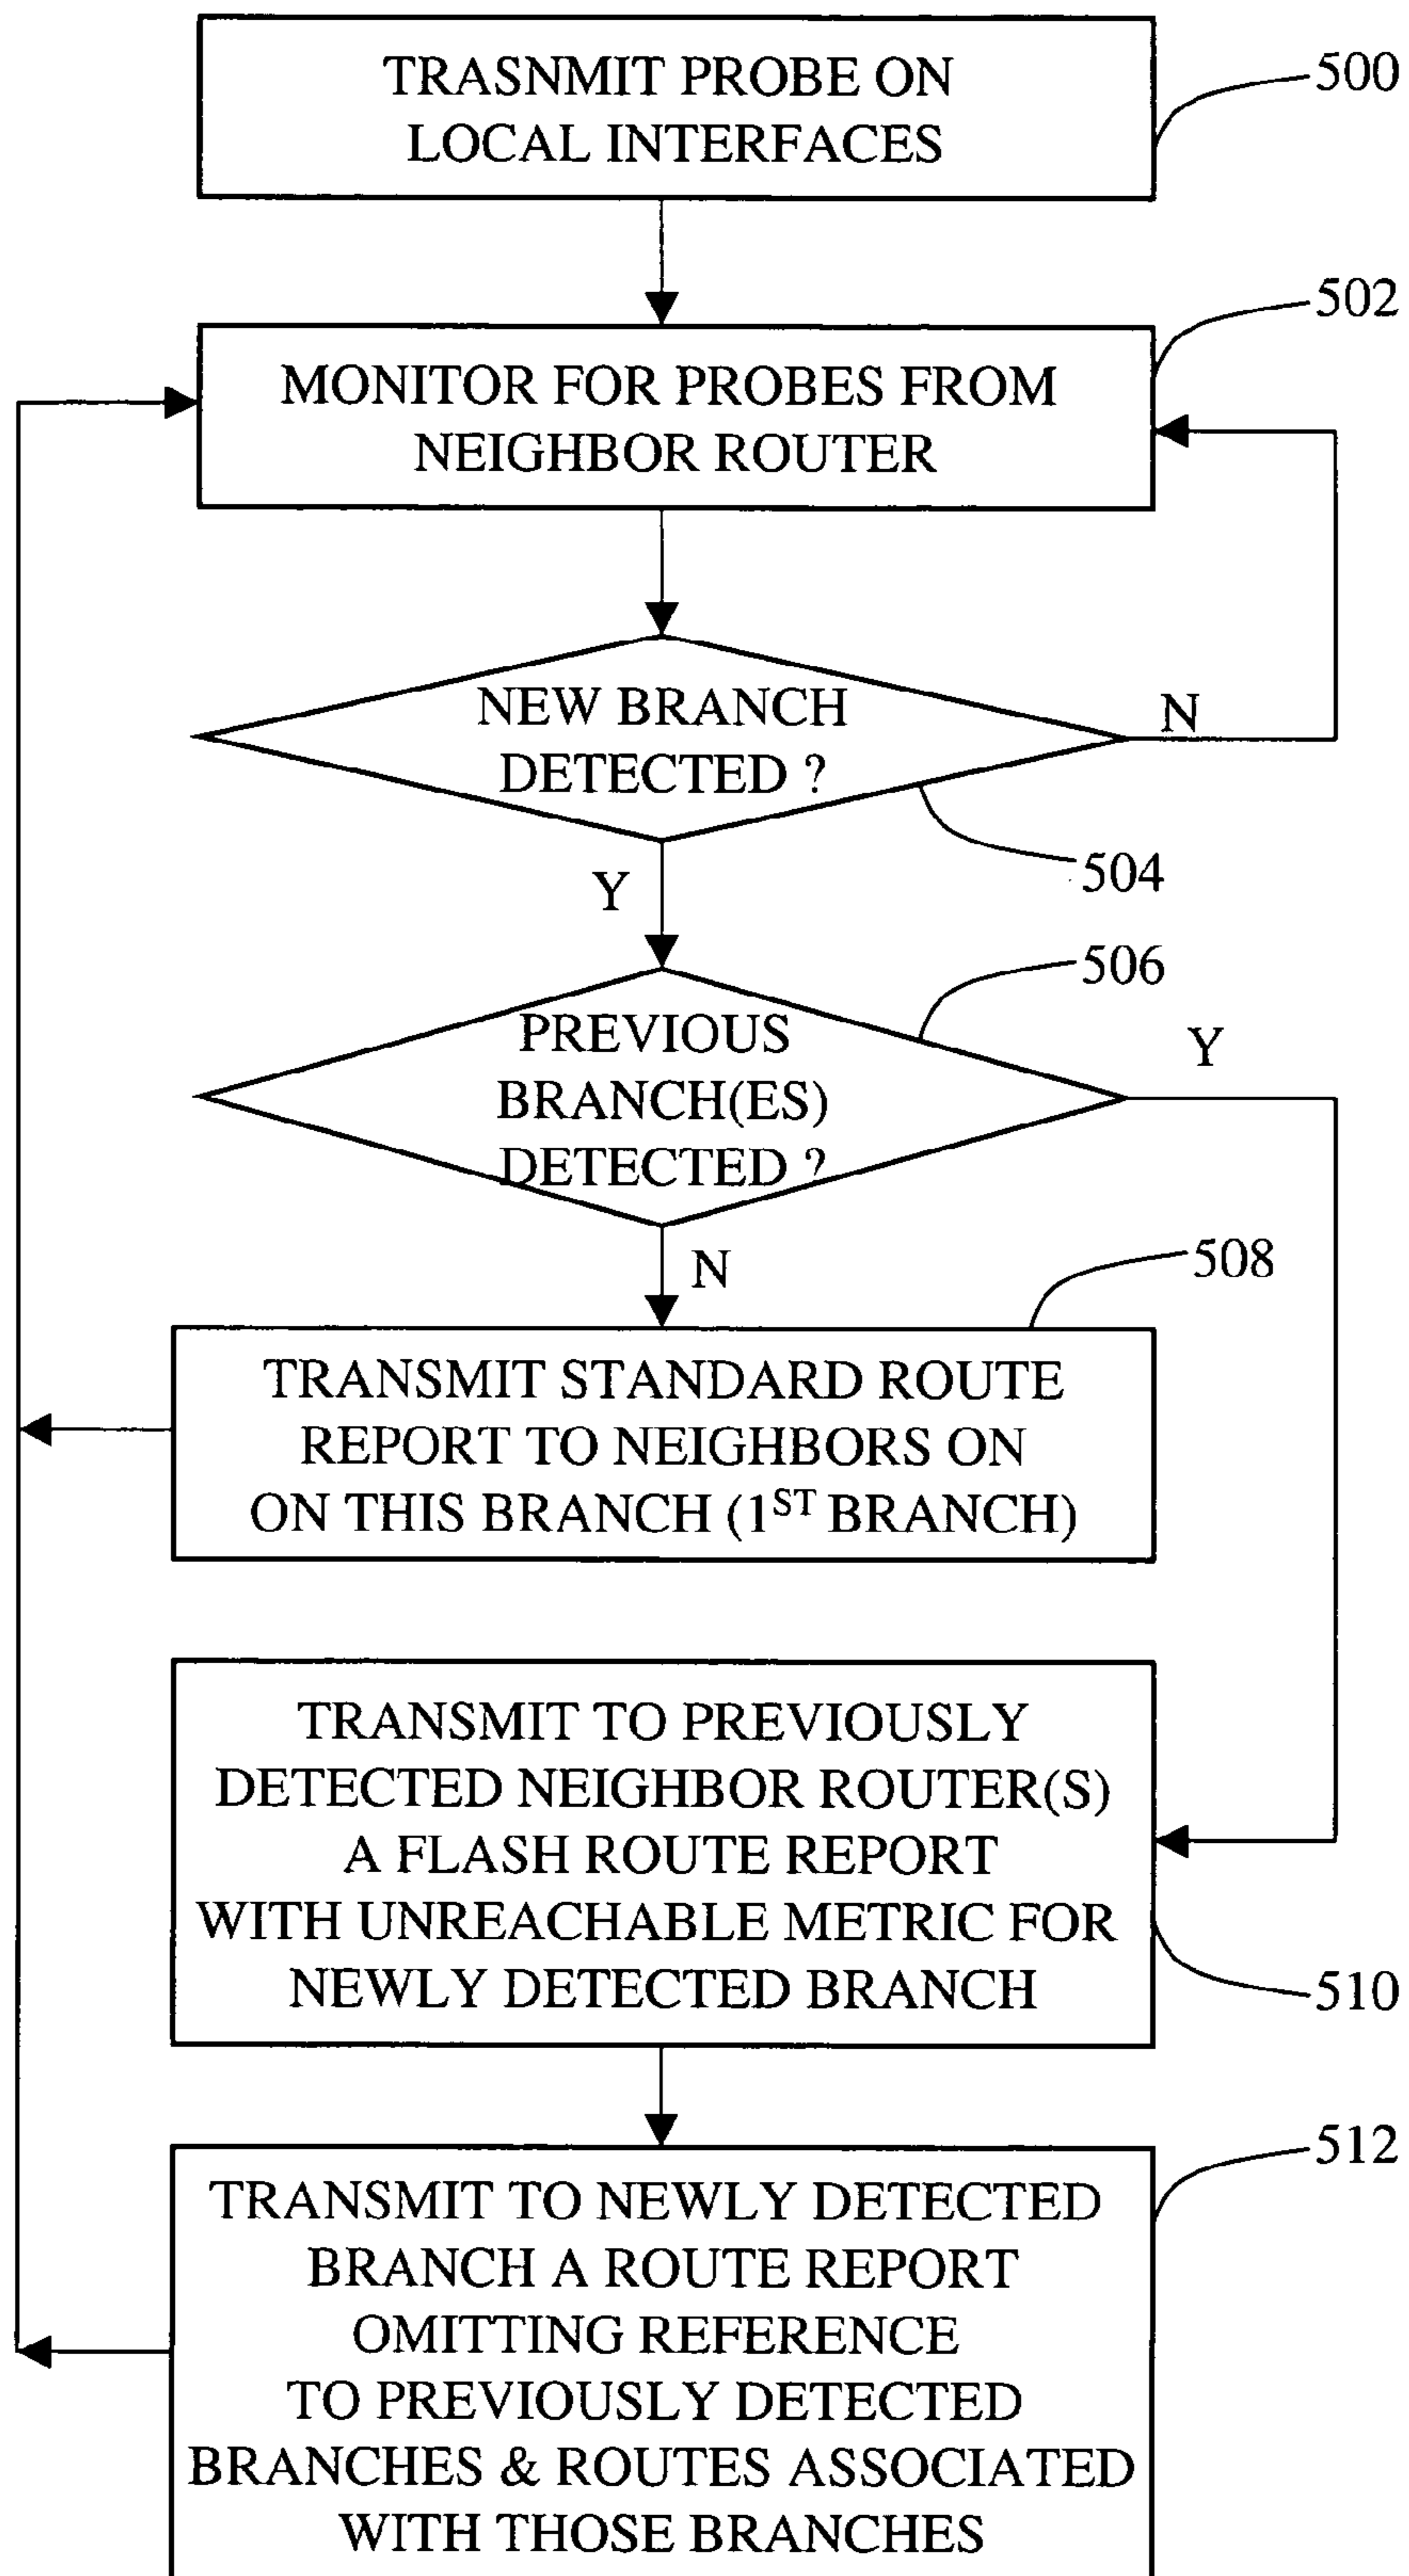 TRASNMIT PROBE ON
LOCAL INTERFACES
500
MONITOR FOR PROBES FROM
NEIGHBOR ROUTER
502
NEW BRANCH
DETECTED ?
N
504
Y
506
PREVIOUS
BRANCH(ES)
DETECTED ?
Y
N
508
TRANSMIT STANDARD ROUTE
REPORT TO NEIGHBORS ON
ON THIS BRANCH (1ST BRANCH)
TRANSMIT TO PREVIOUSLY
DETECTED NEIGHBOR ROUTER(S)
A FLASH ROUTE REPORT
WITH UNREACHABLE METRIC FOR
NEWLY DETECTED BRANCH
510
512
TRANSMIT TO NEWLY DETECTED
BRANCH A ROUTE REPORT
OMITTING REFERENCE
TO PREVIOUSLY DETECTED
BRANCHES & ROUTES ASSOCIATED
WITH THOSE BRANCHES